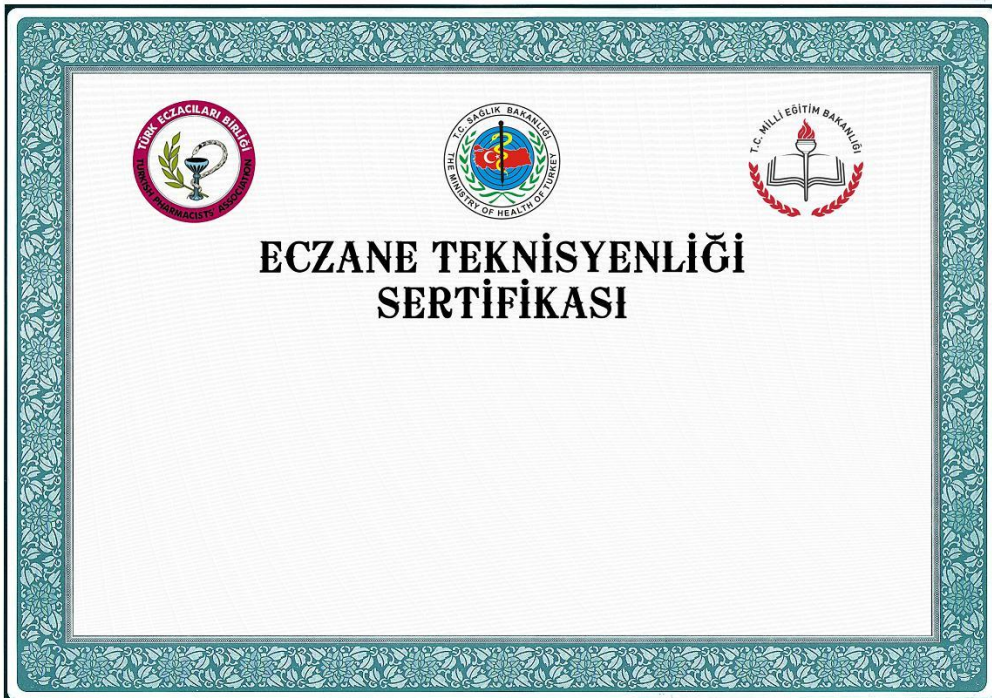 TÜRK ECZACILARI BİRLİĞİ
TURKISH PHARMACISTS' ASSOCIATION
T.C. SAĞLIK BAKANLIĞI
THE MINISTRY OF HEALTH OF TURKEY
T.C. MİLLİ EĞİTİM BAKANLIĞI
ECZANE TEKNİSYENLİĞİ
SERTİFİKASI